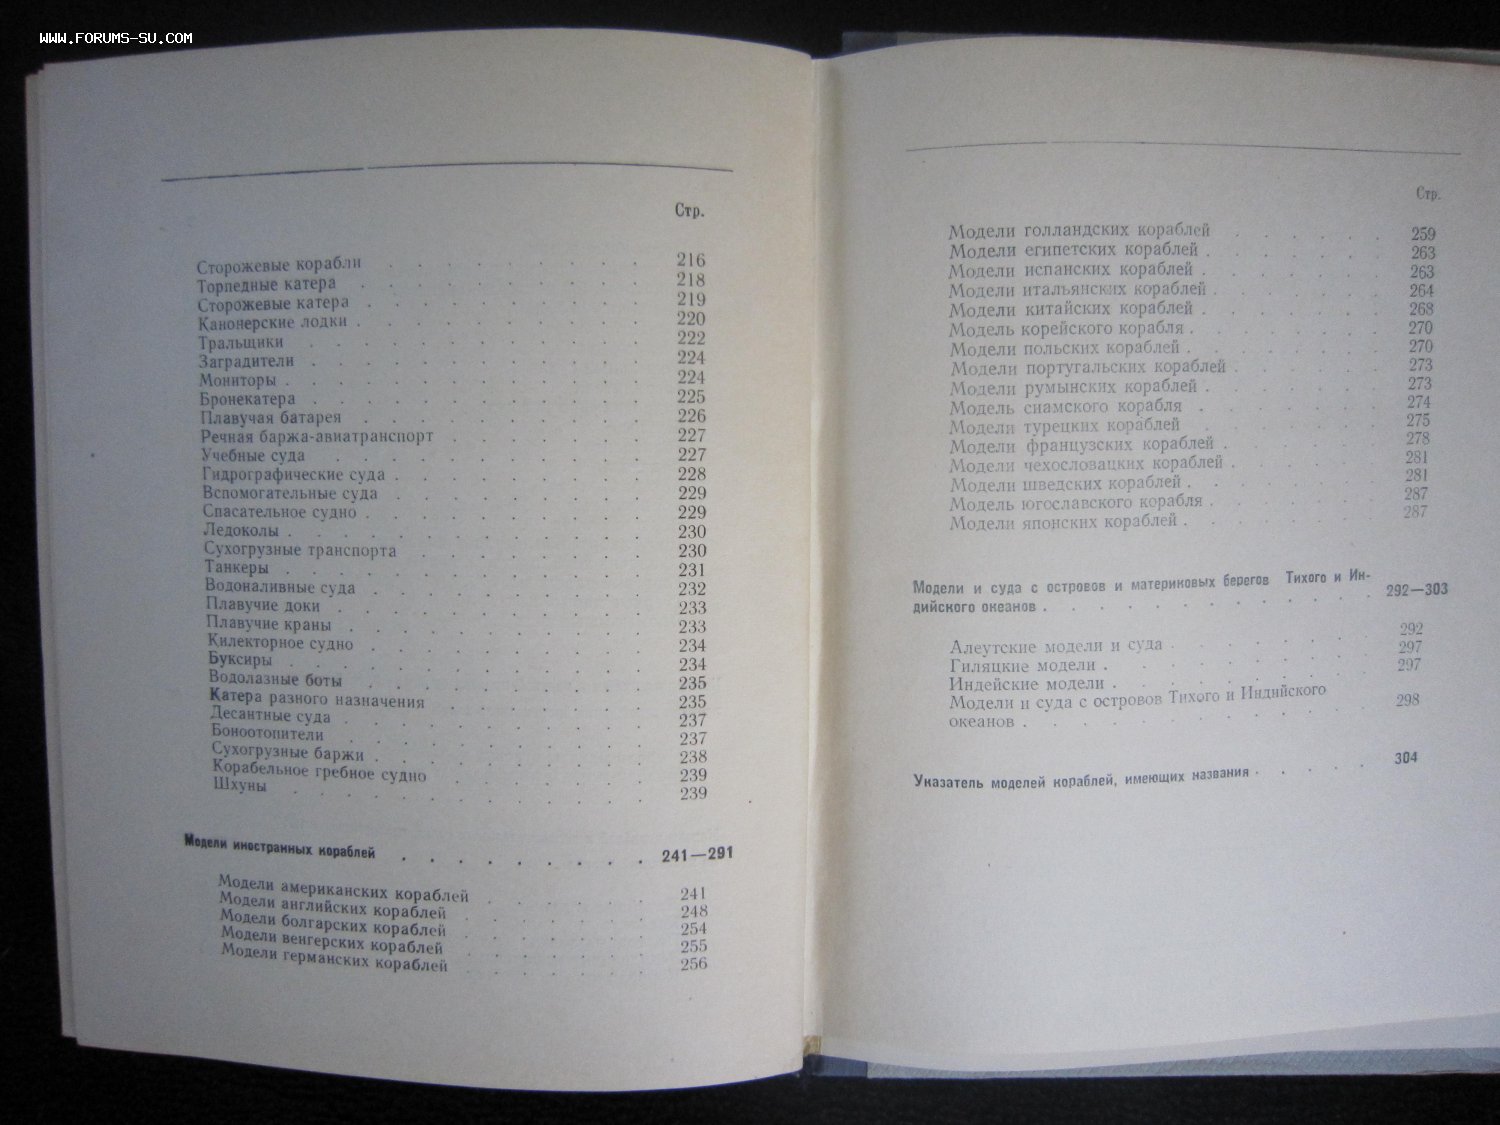 WWW.FORUMS-SU.COM
Стр.
Сторожевые корабли . . . . . . . . . 216
Торпедные катера . . . . . . . . . . 218
Сторожевые катера . . . . . . . . . . 219
Канонерские лодки . . . . . . . . . . 220
Тральщики . . . . . . . . . . . . 222
Заградители . . . . . . . . . . . . 224
Мониторы . . . . . . . . . . . . . 224
Бронекатера . . . . . . . . . . . . 225
Плавучая батарея . . . . . . . . . . 226
Речная баржа-авиатранспорт . . . . . . . 227
Учебные суда . . . . . . . . . . . 227
Гидрографические суда . . . . . . . . . 228
Вспомогательные суда . . . . . . . . . 229
Спасательное судно . . . . . . . . . . 229
Ледоколы . . . . . . . . . . . . . 230
Сухогрузные транспорта . . . . . . . . 230
Танкеры . . . . . . . . . . . . . 231
Водоналивные суда . . . . . . . . . . 232
Плавучие доки . . . . . . . . . . . 233
Плавучие краны . . . . . . . . . . . 233
Килекторное судно . . . . . . . . . . 234
Буксиры . . . . . . . . . . . . . 234
Водолазные боты . . . . . . . . . . 235
Катера разного назначения . . . . . . . . 235
Десантные суда . . . . . . . . . . . 237
Боноотопители . . . . . . . . . . . 237
Сухогрузные баржи . . . . . . . . . . 238
Корабельное гребное судно . . . . . . . 239
Шхуны . . . . . . . . . . . . . 239
Модели иностранных кораблей . . . . . . . . . 241—291
Модели американских кораблей . . . . . . 241
Модели английских кораблей . . . . . . . 248
Модели болгарских кораблей . . . . . . . 254
Модели венгерских кораблей . . . . . . . 255
Модели германских кораблей . . . . . . . 256
Стр.
Модели голландских кораблей . . . . . . 259
Модели египетских кораблей . . . . . . . 263
Модели испанских кораблей . . . . . . . 263
Модели итальянских кораблей . . . . . . . 264
Модели китайских кораблей . . . . . . . 268
Модель корейского корабля . . . . . . . 270
Модели польских кораблей . . . . . . . 270
Модели португальских кораблей . . . . . . 273
Модели румынских кораблей . . . . . . . 273
Модель сиамского корабля . . . . . . . 274
Модели турецких кораблей . . . . . . . 275
Модели французских кораблей . . . . . . 278
Модели чехословацких кораблей . . . . . . 281
Модели шведских кораблей . . . . . . . 281
Модель югославского корабля . . . . . . 287
Модели японских кораблей . . . . . . . 287
Модели и суда с островов и материковых берегов Тихого и Ин-
дийского океанов . . . . . . . . . . . . 292—303
Алеутские модели и суда . . . . . . . 292
Гиляцкие модели . . . . . . . . . . 297
Индейские модели . . . . . . . . . 297
Модели и суда с островов Тихого и Индийского
океанов . . . . . . . . . . . . 298
Указатель моделей кораблей, имеющих названия . . . . . 304